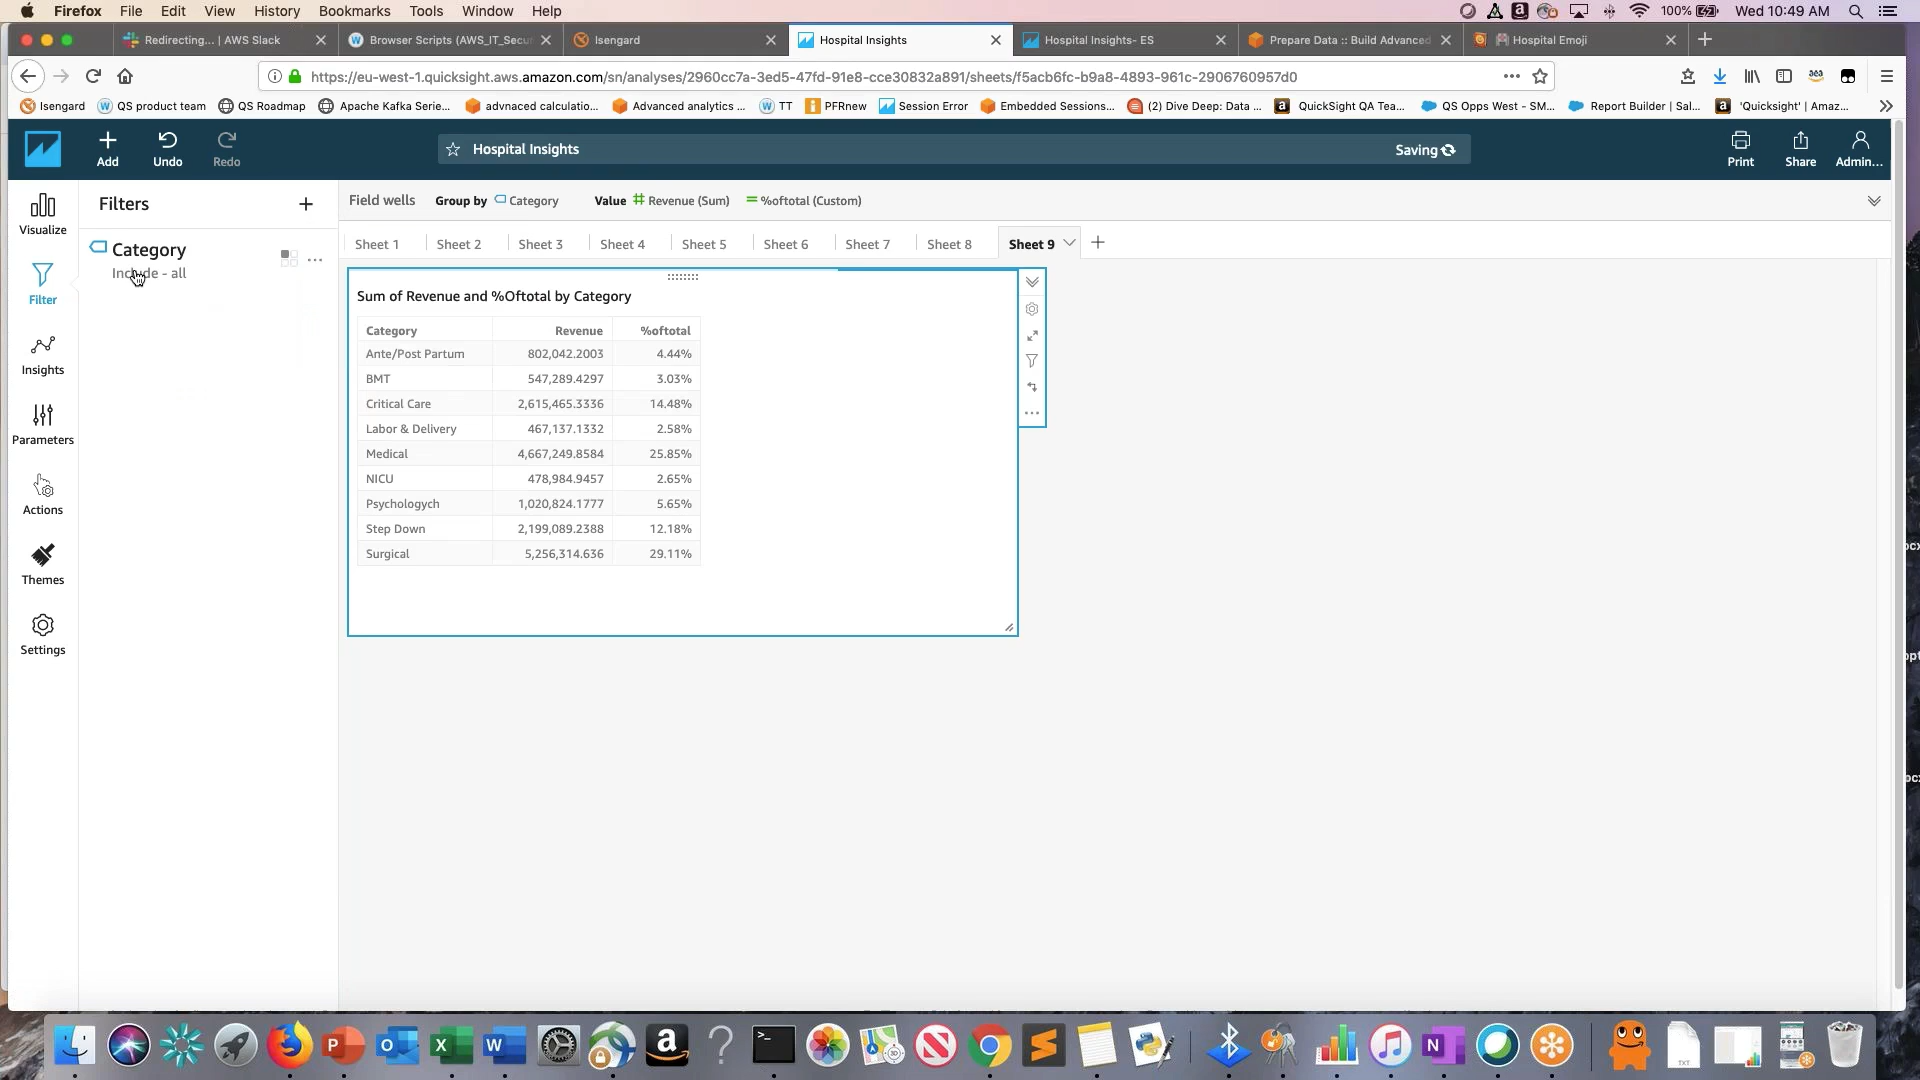 Firefox File Edit View History Bookmarks Tools Window Help 100% Wed 10:49 AM
Redirecting... | AWS Slack Browser Scripts (AWS_IT_Secu Isengard Hospital Insights Hospital Insights- ES Prepare Data :: Build Advanced Hospital Emoji
https://eu-west-1.quicksight.aws.amazon.com/sn/analyses/2960cc7a-3ed5-47fd-91e8-cce30832a891/sheets/f5acb6fc-b9a8-4893-961c-2906760957d0
Isengard QS product team QS Roadmap Apache Kafka Serie... advnaced calculatio... Advanced analytics ... TT PFRnew Session Error Embedded Sessions... (2) Dive Deep: Data ... QuickSight QA Tea... QS Opps West - SM... Report Builder | Sal... 'Quicksight' | Amaz...
Add Undo Redo Hospital Insights Saving Print Share Admin...
Visualize
Filter
Insights
Parameters
Actions
Themes
Settings
Filters
Category
Include - all
Field wells Group by Category Value Revenue (Sum) %oftotal (Custom)
Sheet 1 Sheet 2 Sheet 3 Sheet 4 Sheet 5 Sheet 6 Sheet 7 Sheet 8 Sheet 9
Sum of Revenue and %Oftotal by Category
Category Revenue %oftotal
Ante/Post Partum 802,042.2003 4.44%
BMT 547,289.4297 3.03%
Critical Care 2,615,465.3336 14.48%
Labor & Delivery 467,137.1332 2.58%
Medical 4,667,249.8584 25.85%
NICU 478,984.9457 2.65%
Psychologych 1,020,824.1777 5.65%
Step Down 2,199,089.2388 12.18%
Surgical 5,256,314.636 29.11%